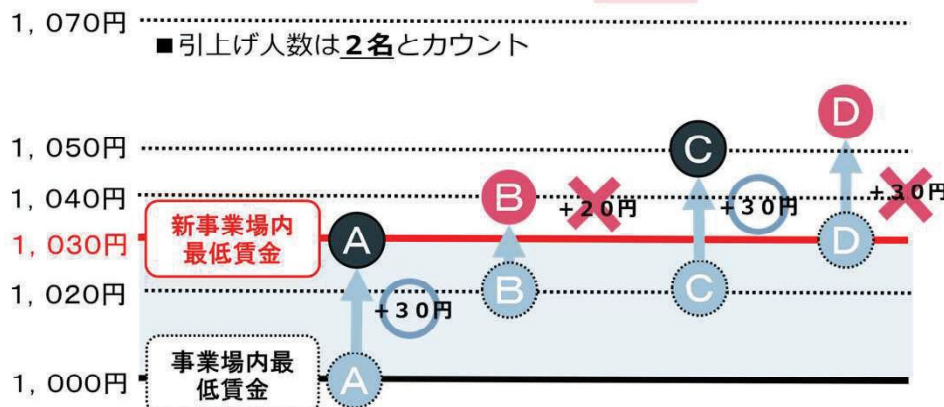 1,070円
■引上げ人数は2名とカウント
1,050円
1,040円
1,030円
1,020円
1,000円
新事業場内
最低賃金
事業場内最
低賃金
A
+30円
A
B
+20円
B
C
+30円
C
D
+30円
D